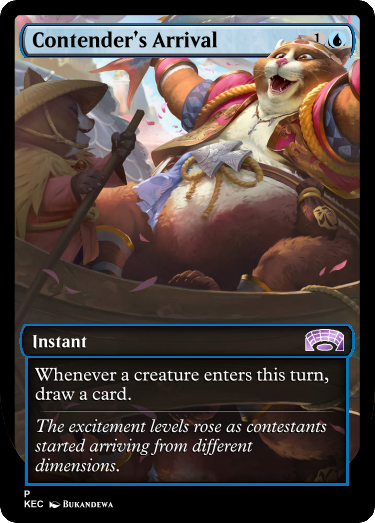 Contender's Arrival 1
Instant
Whenever a creature enters this turn,
draw a card.
The excitement levels rose as contestants
started arriving from different
dimensions.
P
KEC Bukandewa